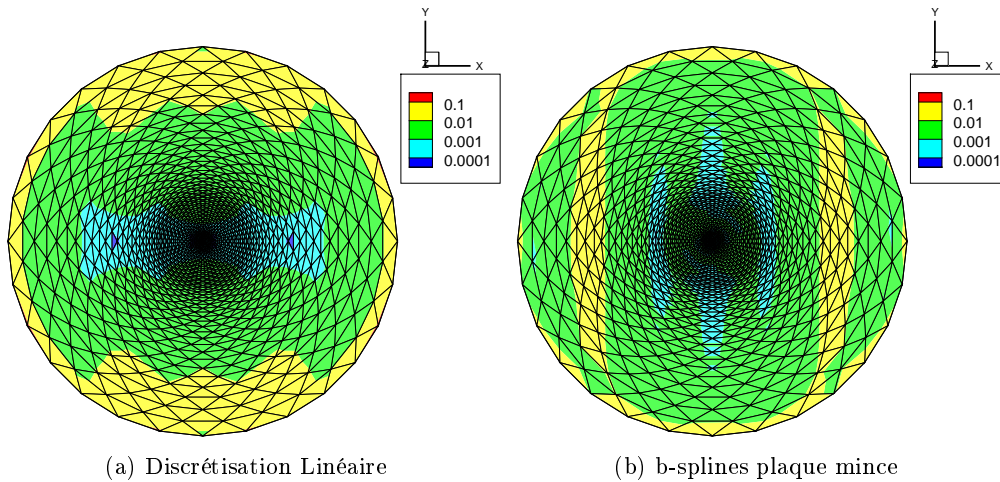 Y
Z X
0.1
0.01
0.001
0.0001
Y
Z X
0.1
0.01
0.001
0.0001
(a) Discrétisation Linéaire
(b) b-splines plaque mince